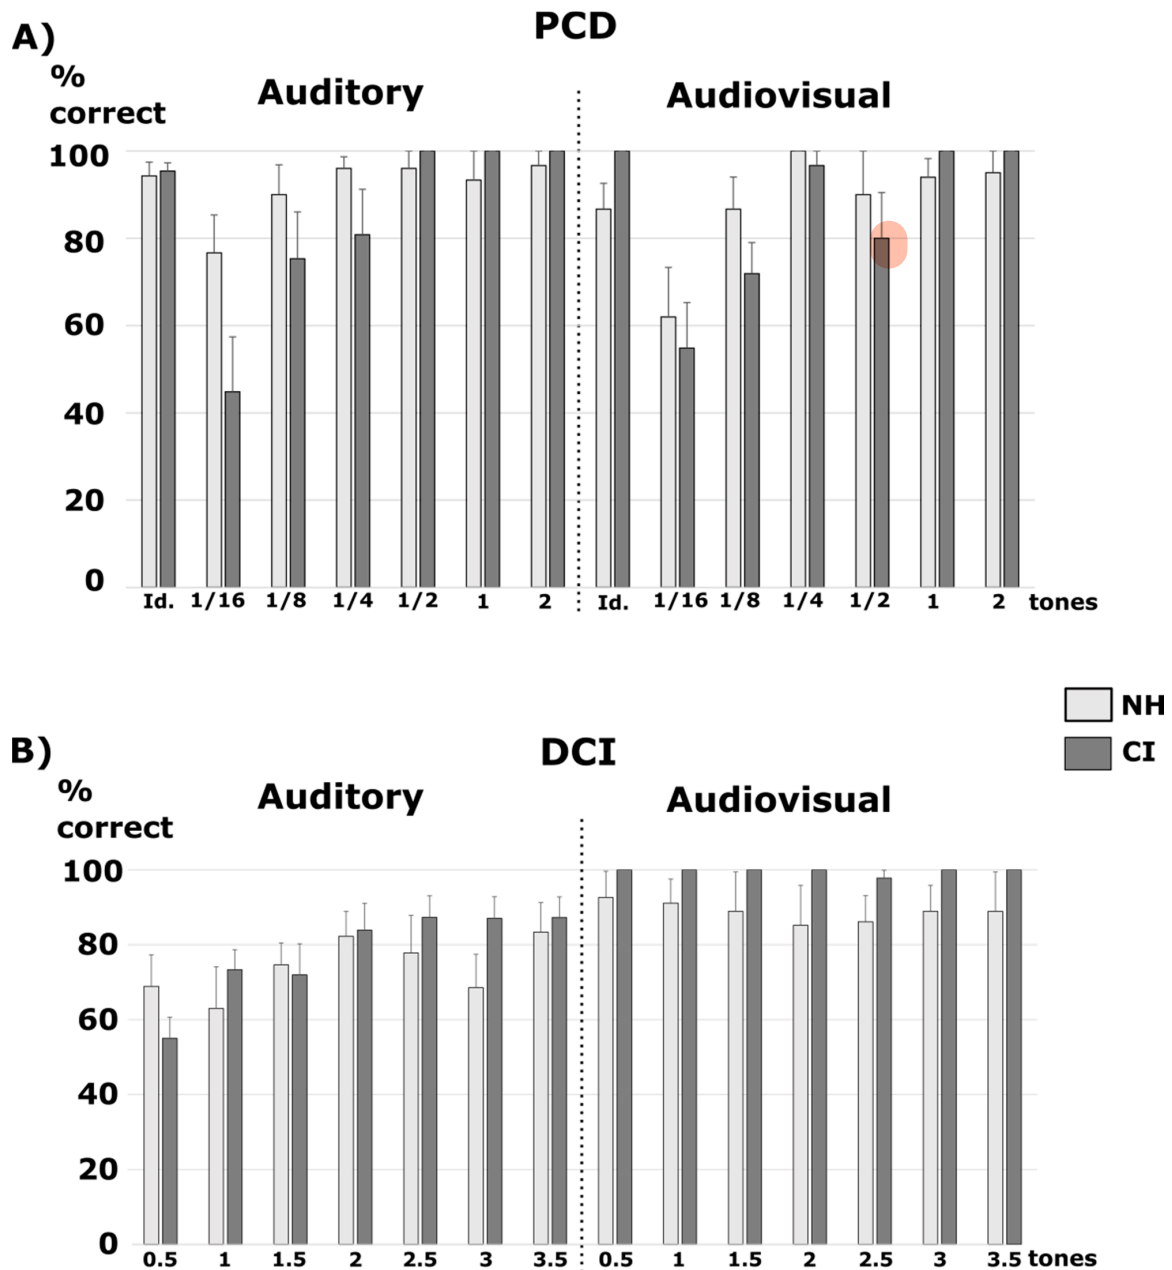 A)
PCD
% correct
Auditory
Audiovisual
100
80
60
40
20
0
Id. 1/16 1/8 1/4 1/2 1 2 Id. 1/16 1/8 1/4 1/2 1 2 tones
NH
CI
B)
DCI
% correct
Auditory
Audiovisual
100
80
60
40
20
0
0.5 1 1.5 2 2.5 3 3.5 0.5 1 1.5 2 2.5 3 3.5 tones